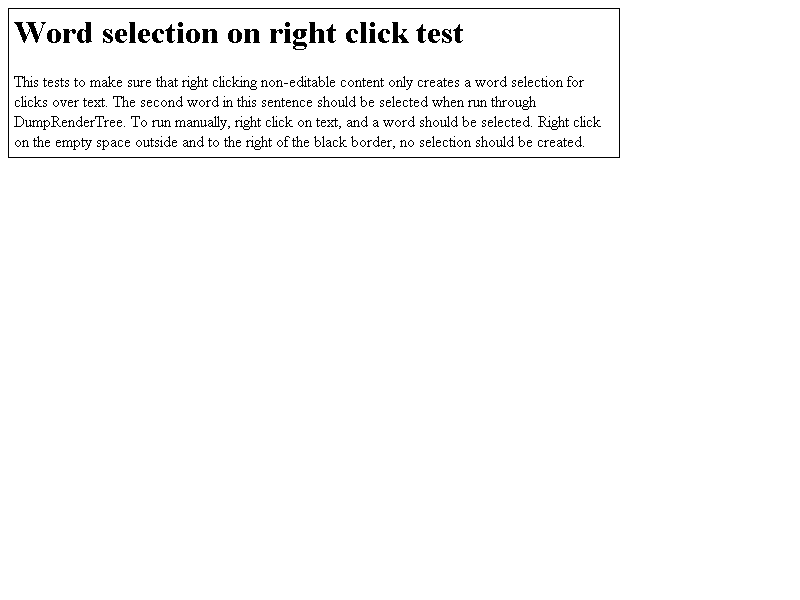 Word selection on right click test
This tests to make sure that right clicking non-editable content only creates a word selection for
clicks over text. The second word in this sentence should be selected when run through
DumpRenderTree. To run manually, right click on text, and a word should be selected. Right click
on the empty space outside and to the right of the black border, no selection should be created.